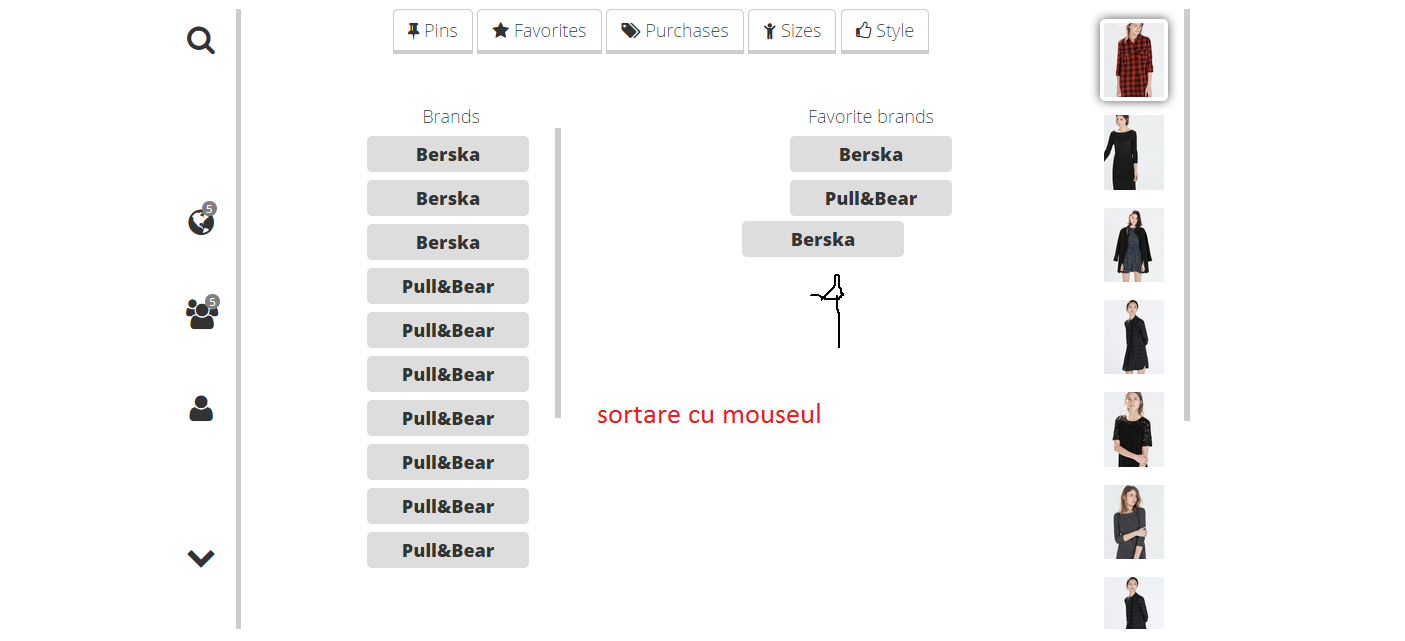 Pins Favorites Purchases Sizes Style
Brands
Berska
Berska
Berska
Pull&Bear
Pull&Bear
Pull&Bear
Pull&Bear
Pull&Bear
Pull&Bear
Pull&Bear
Favorite brands
Berska
Pull&Bear
Berska
sortare cu mouseul
5
5